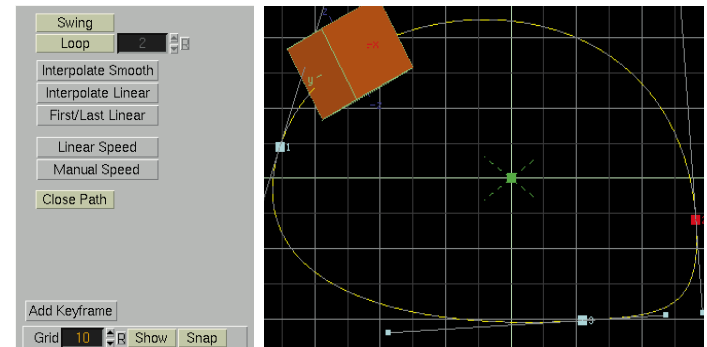 Swing
Loop 2
Interpolate Smooth
Interpolate Linear
First/Last Linear
Linear Speed
Manual Speed
Close Path
Add Keyframe
Grid 10 R Show Snap
y
1
3